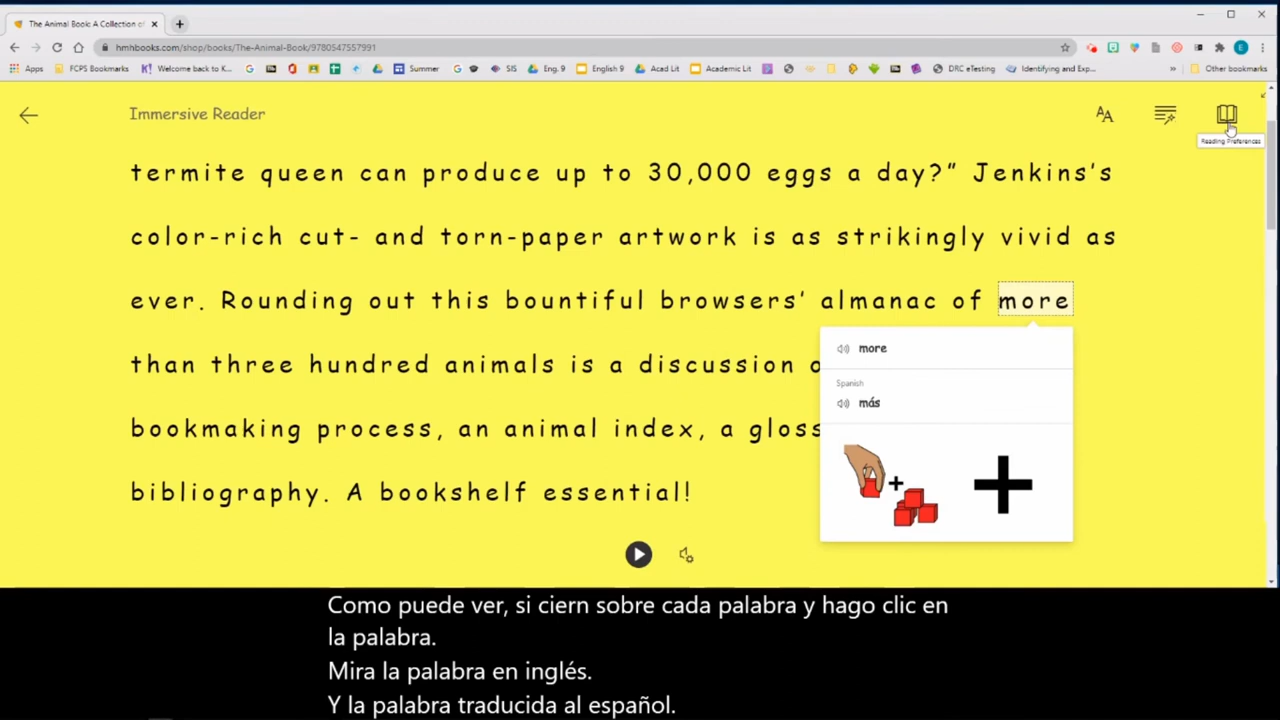 The Animal Book: A Collection of
hmhbooks.com/shop/books/The-Animal-Book/9780547557991
Apps FCPS Bookmarks Welcome back to K... Summer SIS Eng. 9 English 9 Acad Lit Academic Lit DRC eTesting Identifying and Exp... » Other bookmarks
Immersive Reader
Reading Preferences
termite queen can produce up to 30,000 eggs a day?” Jenkins’s
color-rich cut- and torn-paper artwork is as strikingly vivid as
ever. Rounding out this bountiful browsers’ almanac of more
than three hundred animals is a discussion
bookmaking process, an animal index, a gloss
bibliography. A bookshelf essential!
more
Spanish
más
Como puede ver, si ciern sobre cada palabra y hago clic en
la palabra.
Mira la palabra en inglés.
Y la palabra traducida al español.